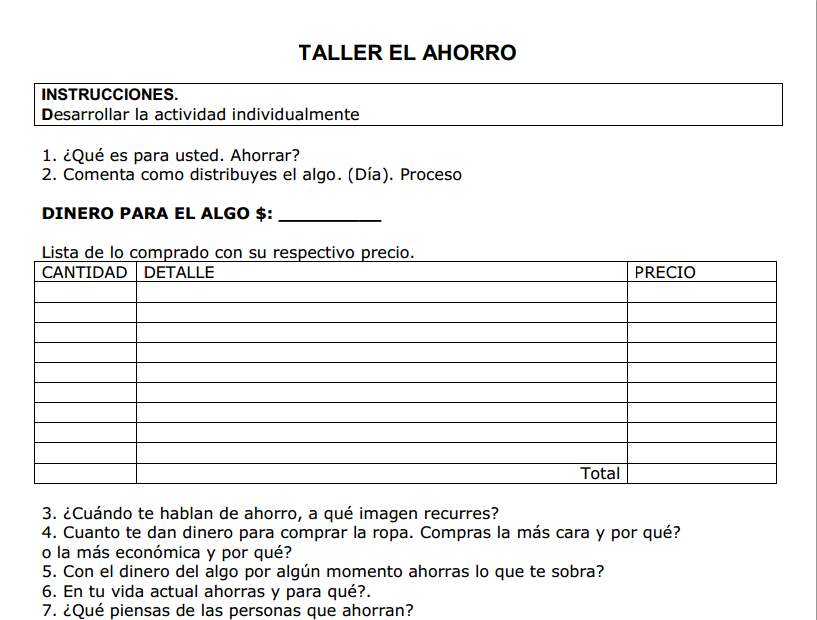 TALLER EL AHORRO
INSTRUCCIONES.
Desarrollar la actividad individualmente
1. ¿Qué es para usted. Ahorrar?
2. Comenta como distribuyes el algo. (Día). Proceso
DINERO PARA EL ALGO $: __________
Lista de lo comprado con su respectivo precio.
CANTIDAD DETALLE PRECIO
Total
3. ¿Cuándo te hablan de ahorro, a qué imagen recurres?
4. Cuanto te dan dinero para comprar la ropa. Compras la más cara y por qué?
o la más económica y por qué?
5. Con el dinero del algo por algún momento ahorras lo que te sobra?
6. En tu vida actual ahorras y para qué?.
7. ¿Qué piensas de las personas que ahorran?